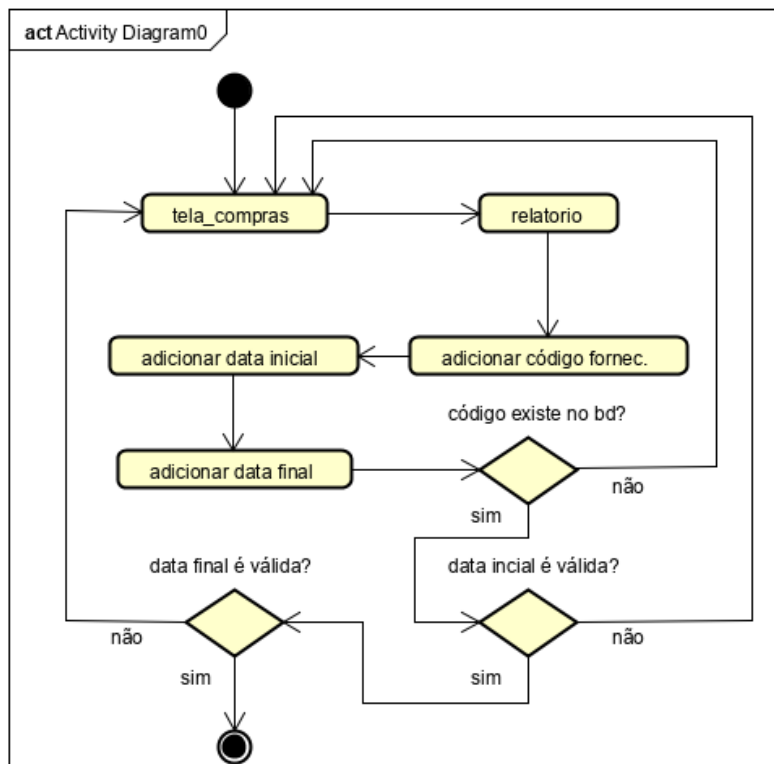 act Activity Diagram0
tela_compras
relatorio
adicionar data inicial
adicionar código fornec.
código existe no bd?
adicionar data final
não
sim
data final é válida?
data incial é válida?
não
não
sim
sim